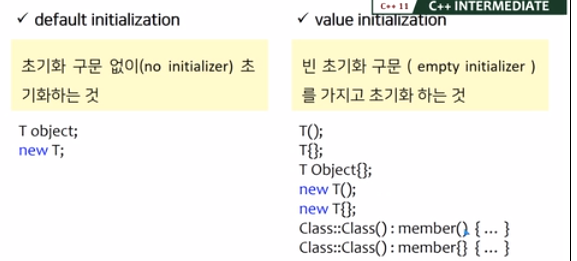 C++ 11 C++ INTERMEDIATE
✓ default initialization
초기화 구문 없이(no initializer) 초
기화하는 것
T object;
new T;
✓ value initialization
빈 초기화 구문 ( empty initializer )
를 가지고 초기화 하는 것
T();
T{};
T Object{};
new T();
new T{};
Class::Class() : member() { ... }
Class::Class() : member{} { ... }